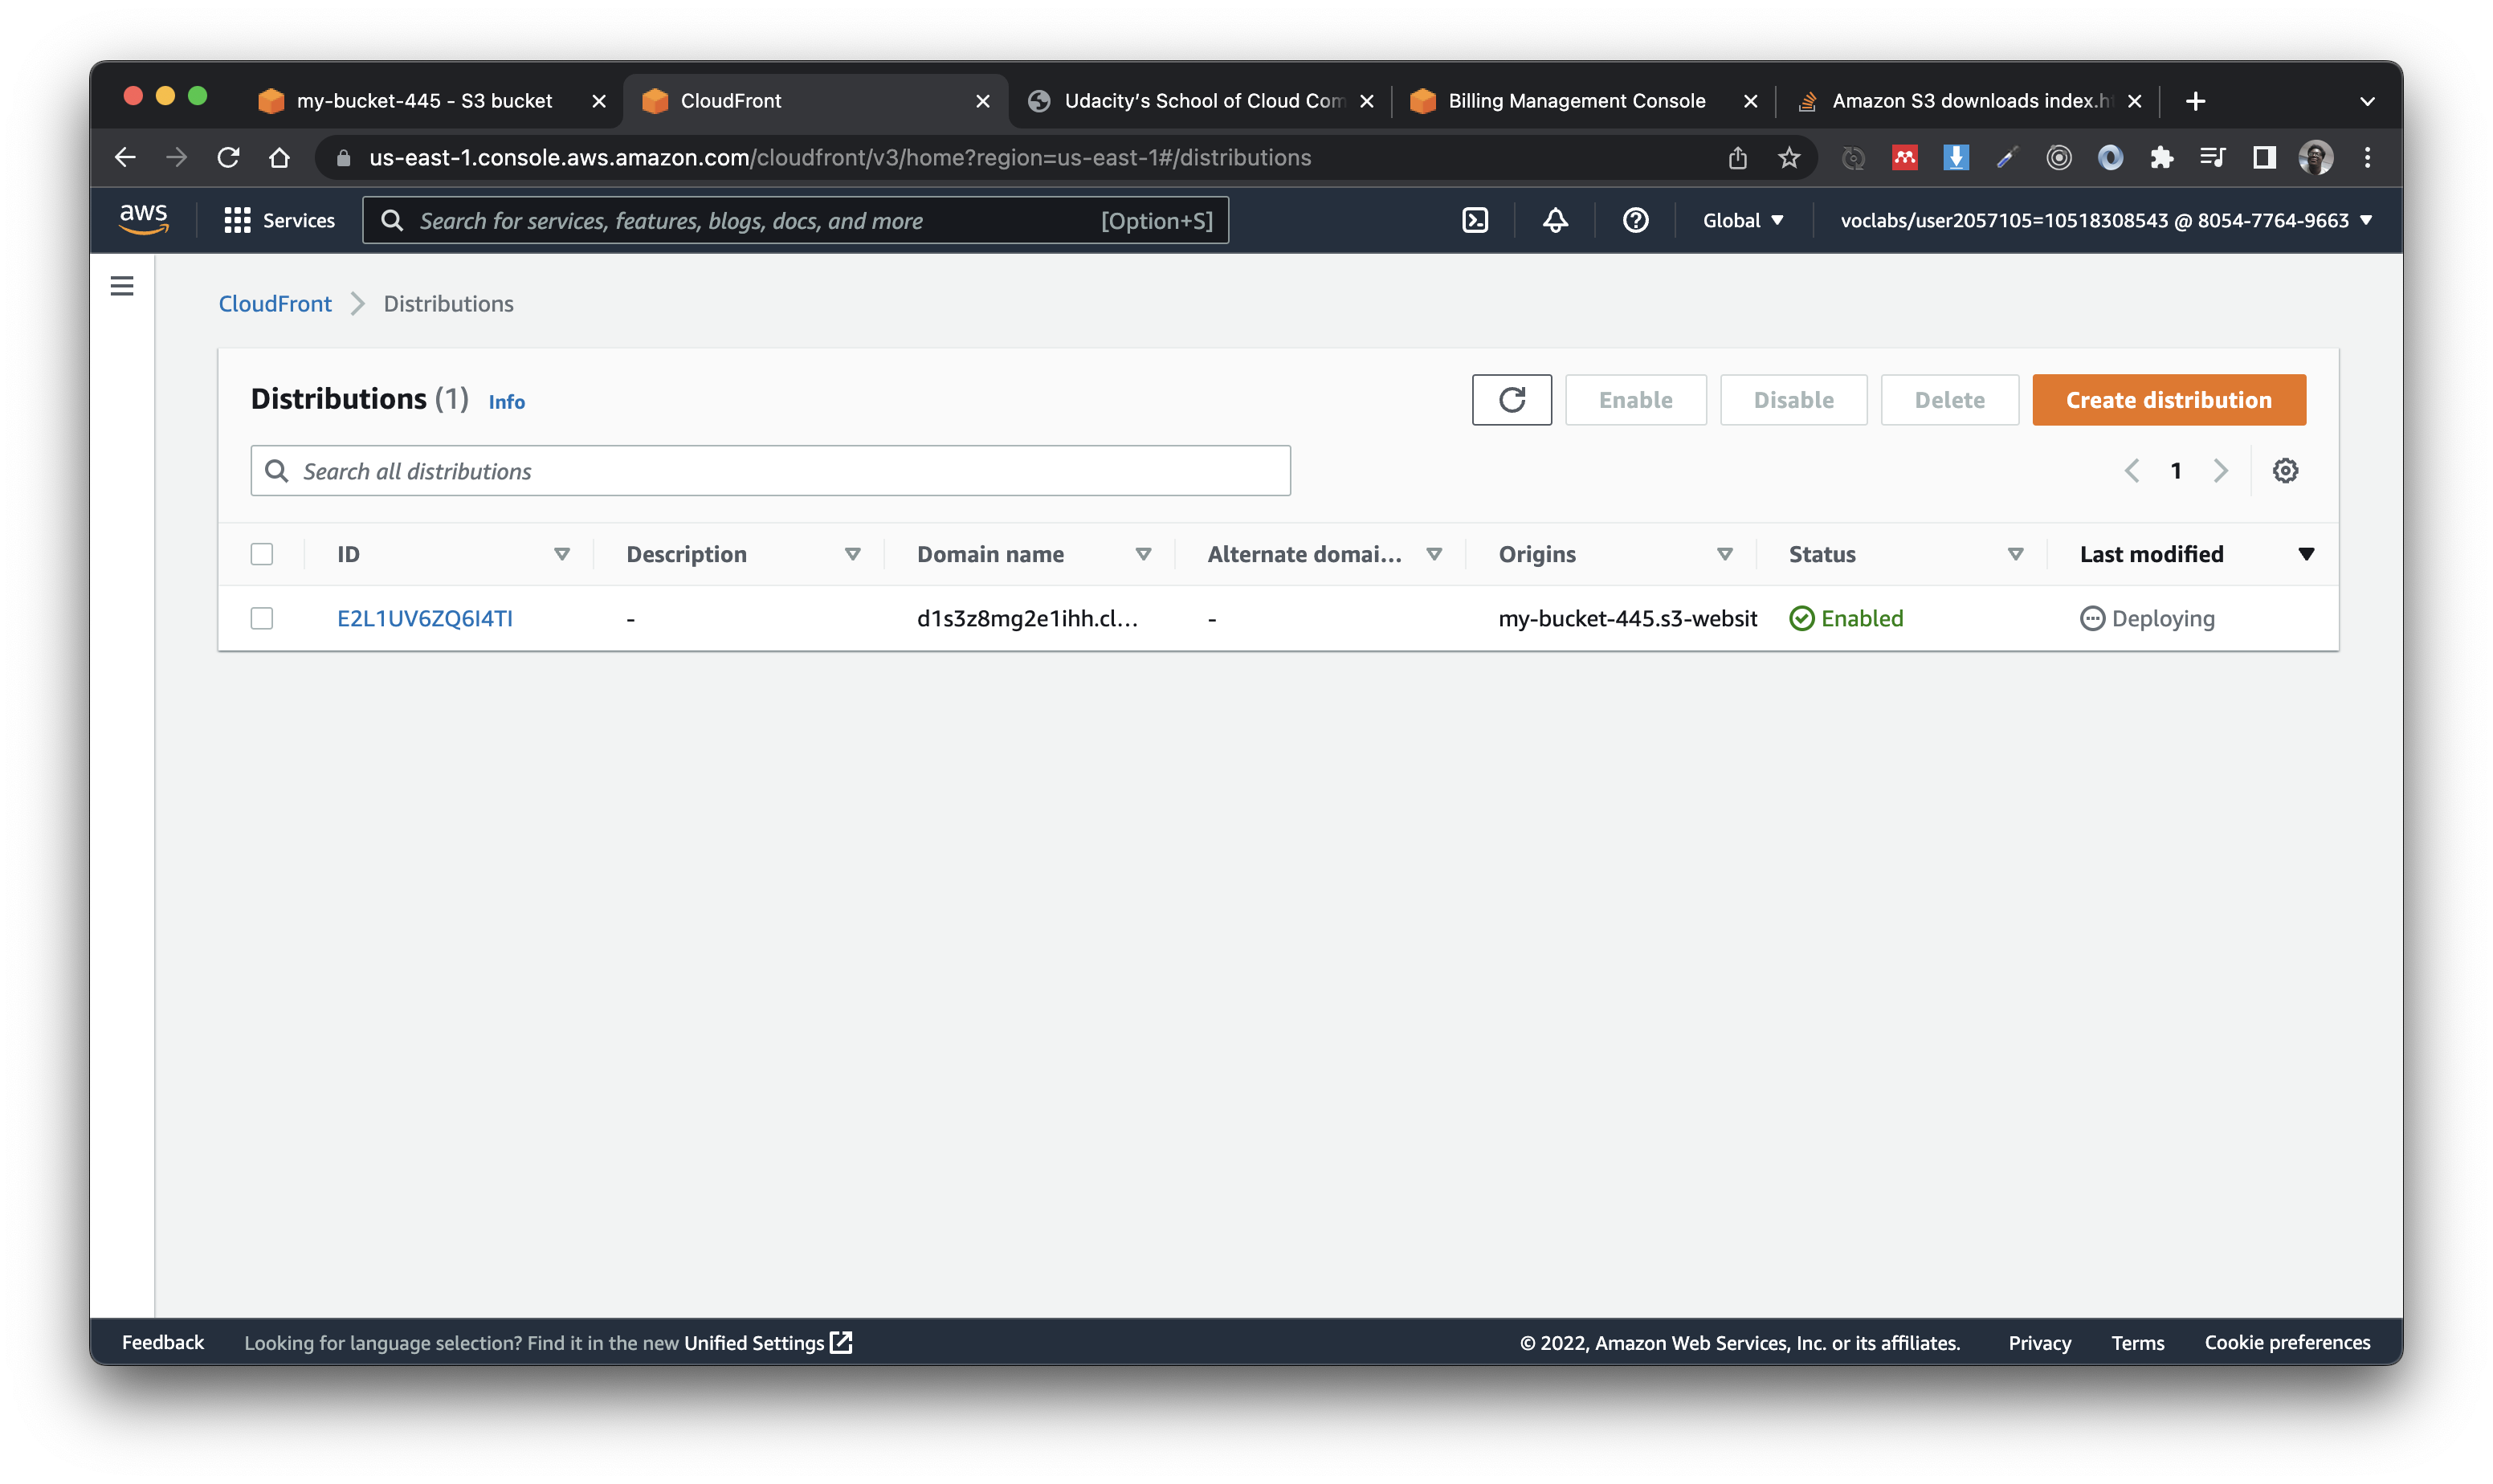 my-bucket-445 - S3 bucket
CloudFront
Udacity's School of Cloud Com
Billing Management Console
Amazon S3 downloads index.h
us-east-1.console.aws.amazon.com/cloudfront/v3/home?region=us-east-1#/distributions
aws
Services
Search for services, features, blogs, docs, and more
[Option+S]
Global
voclabs/user2057105=10518308543 @ 8054-7764-9663
CloudFront
Distributions
Distributions (1) Info
Enable
Disable
Delete
Create distribution
Search all distributions
1
ID
Description
Domain name
Alternate domai...
Origins
Status
Last modified
E2L1UV6ZQ6I4TI
-
d1s3z8mg2e1ihh.cl...
-
my-bucket-445.s3-websit
Enabled
Deploying
Feedback
Looking for language selection? Find it in the new Unified Settings
© 2022, Amazon Web Services, Inc. or its affiliates.
Privacy
Terms
Cookie preferences